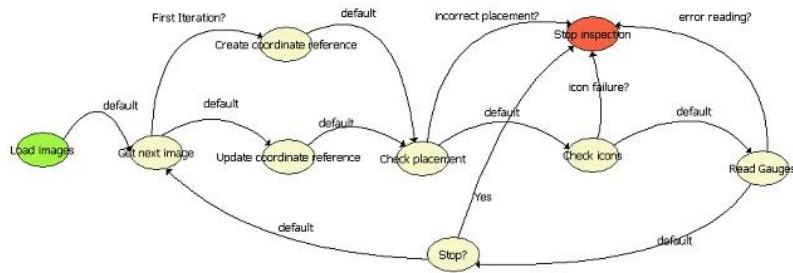 First Iteration?
default
incorrect placement?
error reading?
Create coordinate reference
Stop inspection
default
default
default
icon failure?
default
default
Load images
Get next image
Update coordinate reference
Check placement
Check icons
Read Gauges
Yes
default
Stop?
default